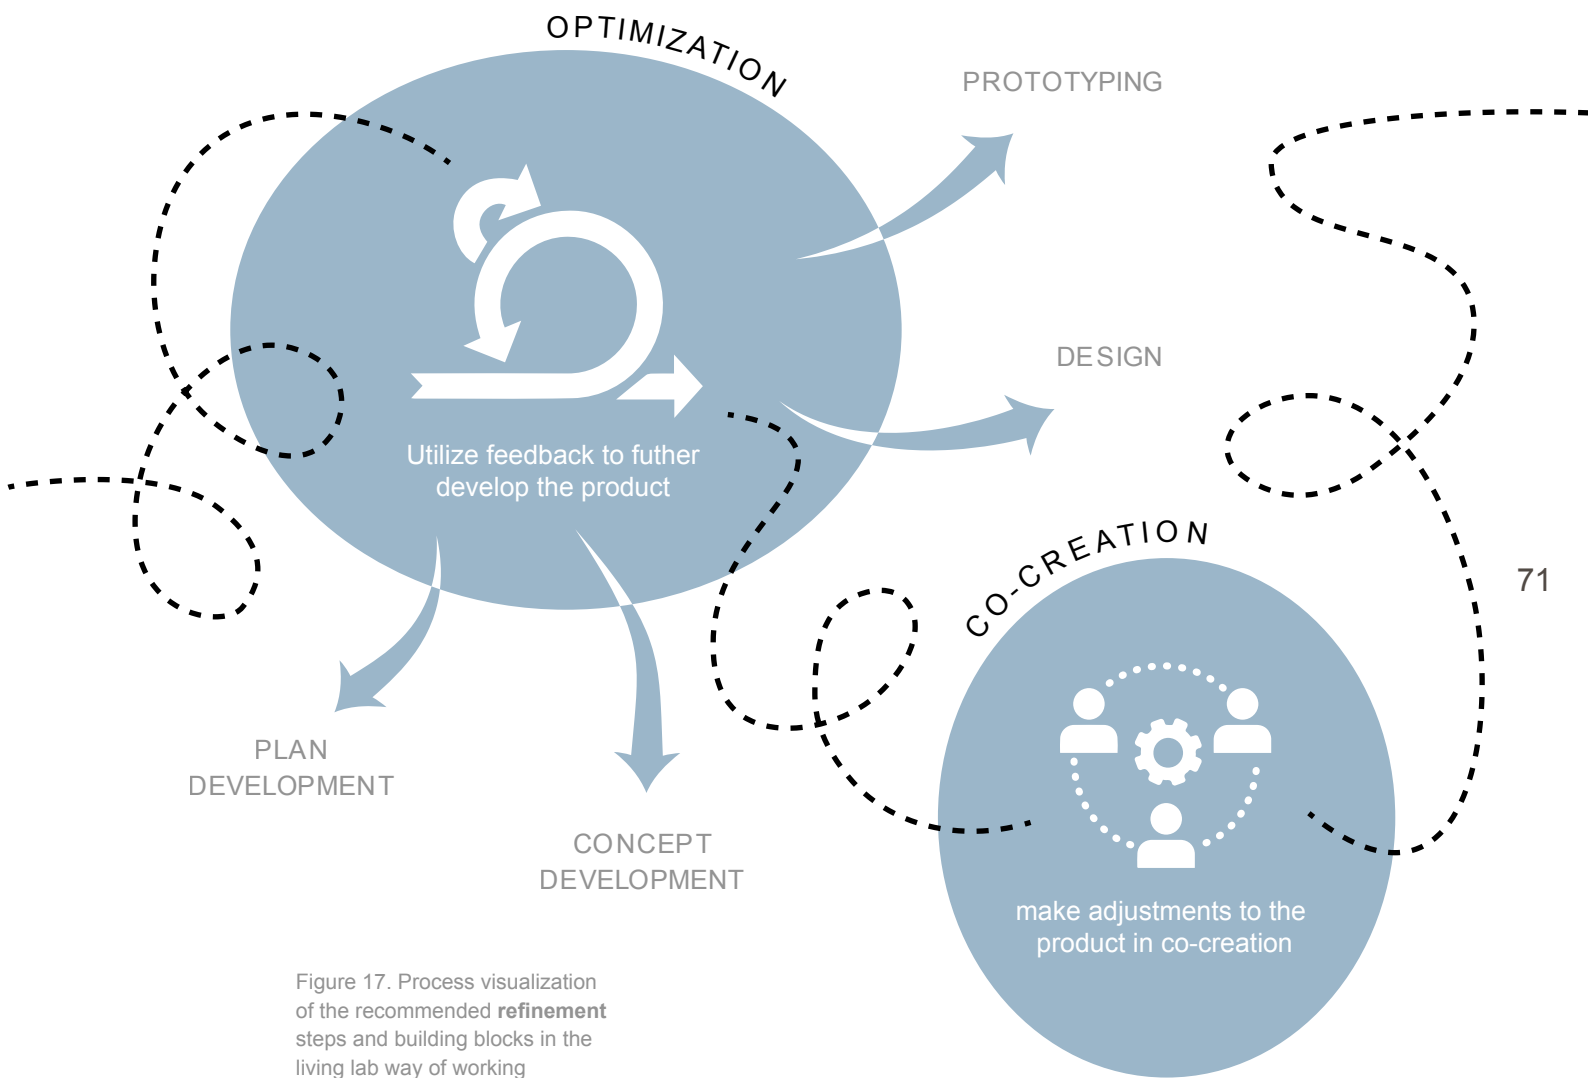 OPTIMIZATION
PROTOTYPING
DESIGN
Utilize feedback to futher
develop the product
CO-CREATION
71
PLAN
DEVELOPMENT
CONCEPT
DEVELOPMENT
make adjustments to the
product in co-creation
Figure 17. Process visualization
of the recommended refinement
steps and building blocks in the
living lab way of working